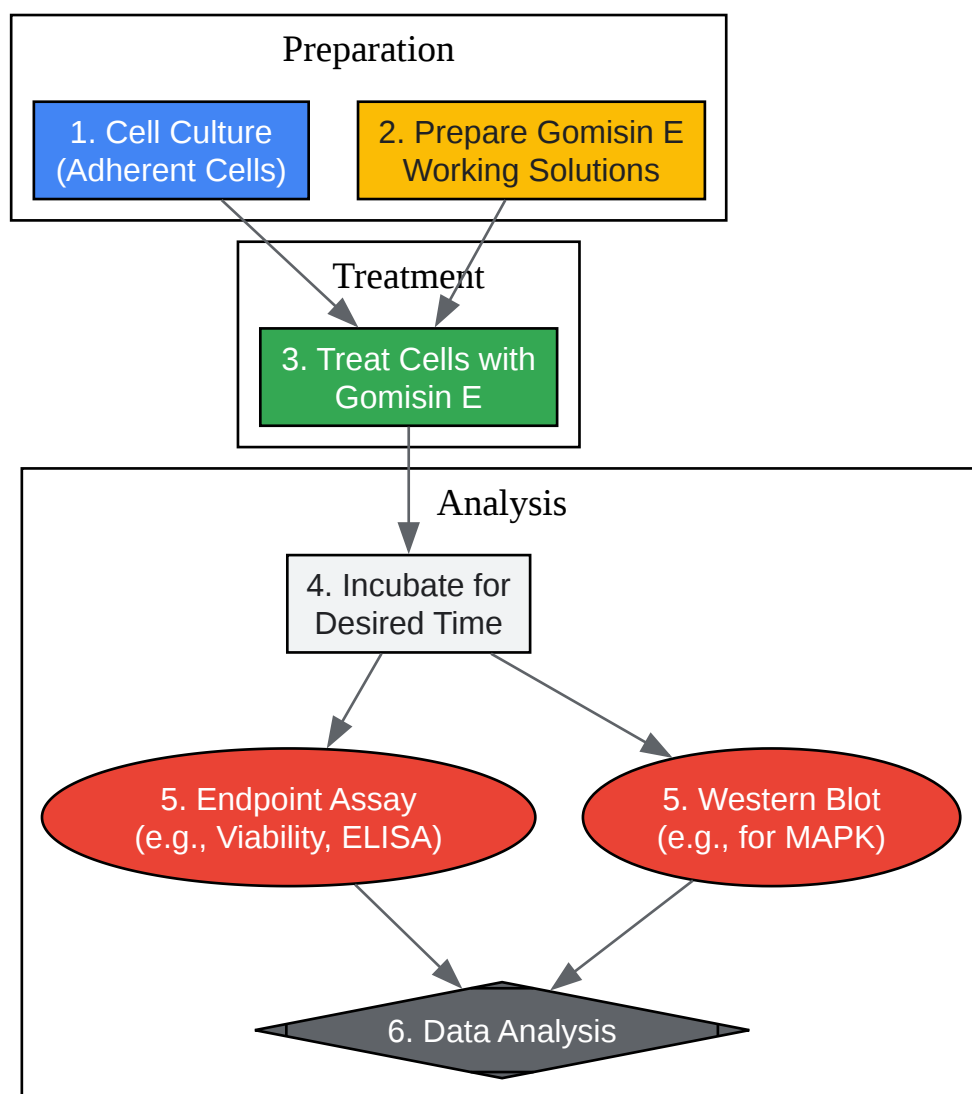 Preparation
1. Cell Culture
(Adherent Cells)
2. Prepare Gomisin E
Working Solutions
Treatment
3. Treat Cells with
Gomisin E
Analysis
4. Incubate for
Desired Time
5. Endpoint Assay
(e.g., Viability, ELISA)
5. Western Blot
(e.g., for MAPK)
6. Data Analysis